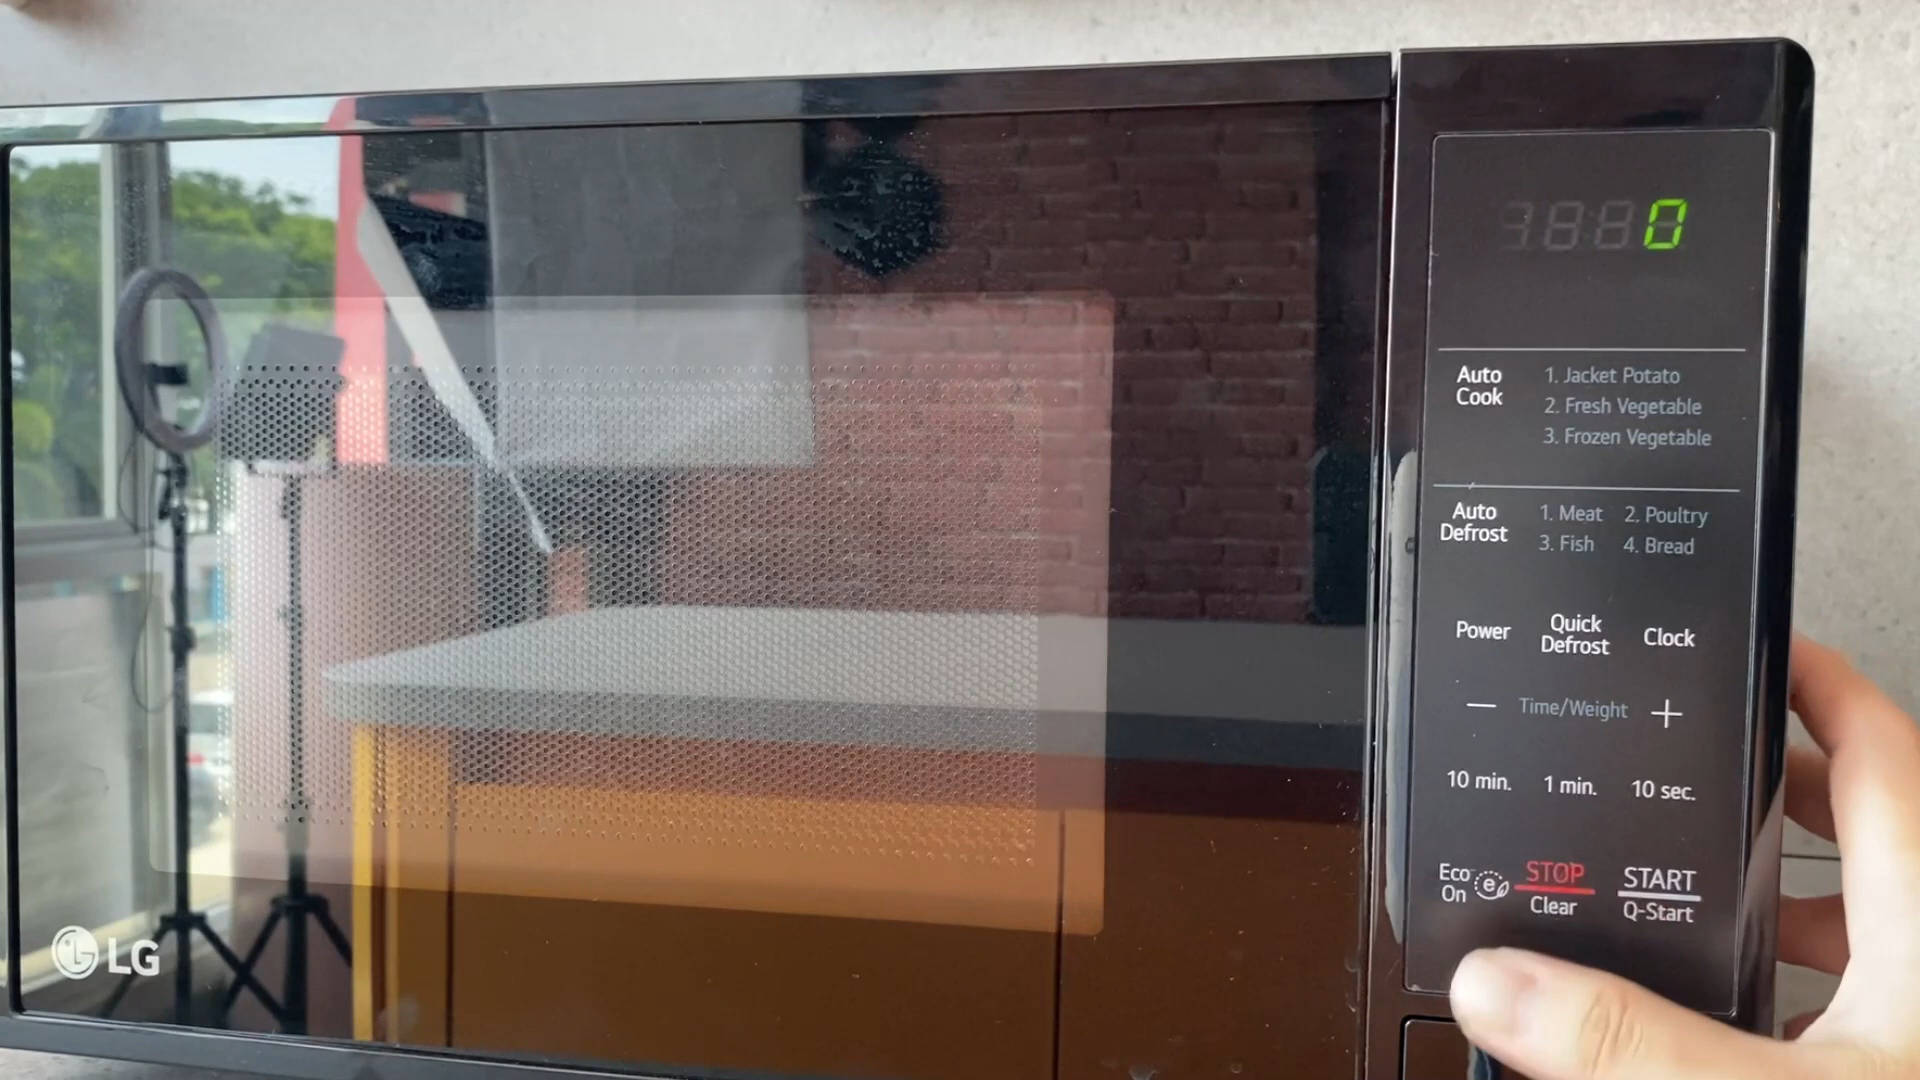 0
Auto
Cook
1. Jacket Potato
2. Fresh Vegetable
3. Frozen Vegetable
Auto
Defrost
1. Meat 2. Poultry
3. Fish 4. Bread
Power
Quick
Defrost
Clock
— Time/Weight +
10 min. 1 min. 10 sec.
Eco
On
e
STOP
Clear
START
Q-Start
LG